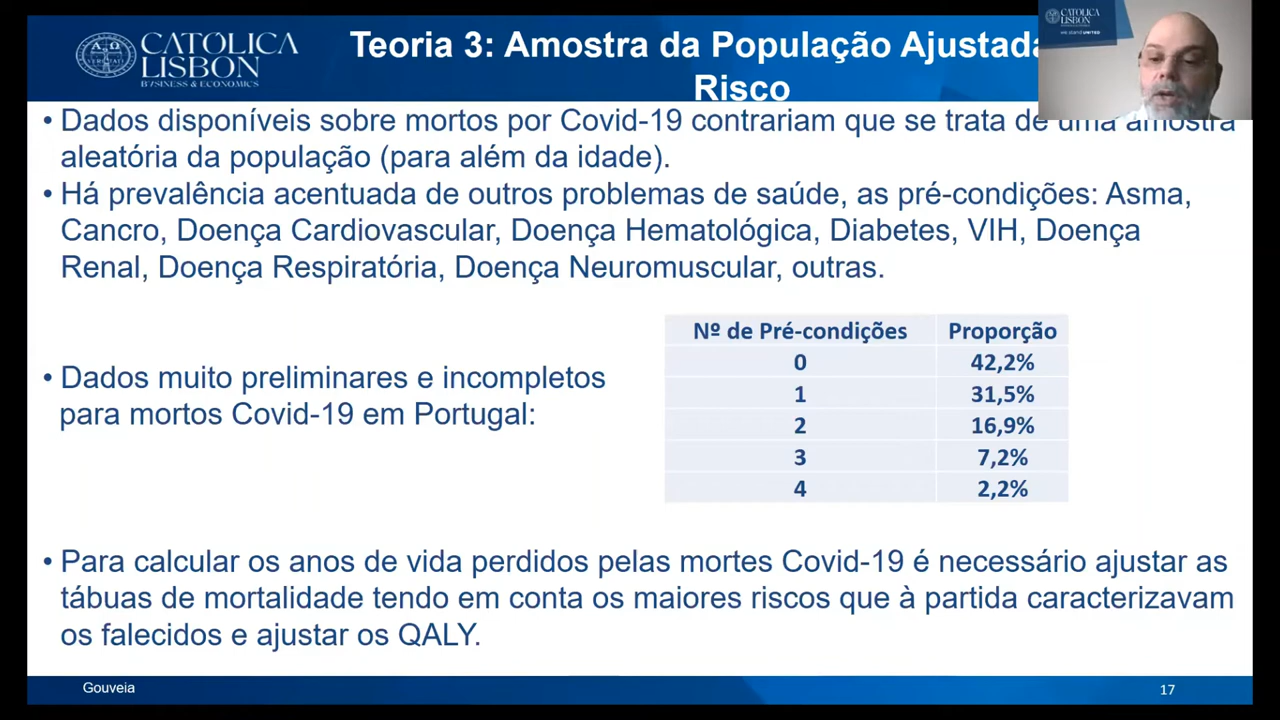 CATÓLICA
LISBON
BUSINESS & ECONOMICS
Teoria 3: Amostra da População Ajustada
Risco
CATÓLICA
LISBON
we stand UNITED
• Dados disponíveis sobre mortos por Covid-19 contrariam que se trata de uma amostra
aleatória da população (para além da idade).
• Há prevalência acentuada de outros problemas de saúde, as pré-condições: Asma,
Cancro, Doença Cardiovascular, Doença Hematológica, Diabetes, VIH, Doença
Renal, Doença Respiratória, Doença Neuromuscular, outras.
• Dados muito preliminares e incompletos
para mortos Covid-19 em Portugal:
Nº de Pré-condições Proporção
0 42,2%
1 31,5%
2 16,9%
3 7,2%
4 2,2%
• Para calcular os anos de vida perdidos pelas mortes Covid-19 é necessário ajustar as
tábuas de mortalidade tendo em conta os maiores riscos que à partida caracterizavam
os falecidos e ajustar os QALY.
Gouveia
17